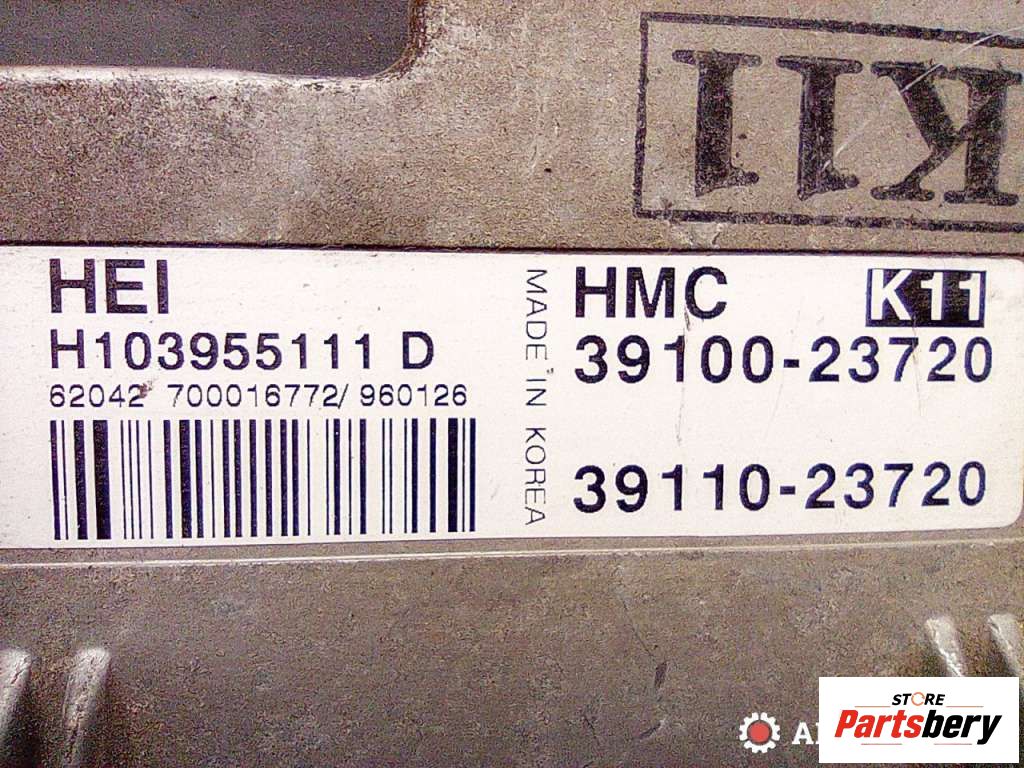 K11
HEI
H103955111 D
62042 700016772/ 960126
MADE IN KOREA
HMC K11
39100-23720
39110-23720
STORE
Partsbery